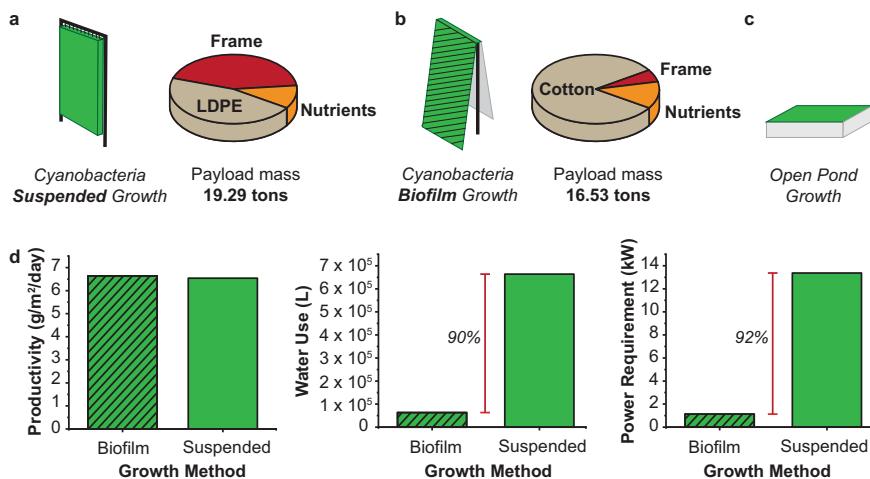 a
Frame
LDPE
Nutrients
Cyanobacteria
Suspended Growth
Payload mass
19.29 tons
b
Frame
Cotton
Nutrients
Cyanobacteria
Biofilm Growth
Payload mass
16.53 tons
c
Open Pond
Growth
d
Productivity (g/m²/day)
7
6
5
4
3
2
1
0
Biofilm
Suspended
Growth Method
Water Use (L)
7 x 10⁵
6 x 10⁵
5 x 10⁵
4 x 10⁵
3 x 10⁵
2 x 10⁵
1 x 10⁵
0
90%
Biofilm
Suspended
Growth Method
Power Requirement (kW)
14
12
10
8
6
4
2
0
92%
Biofilm
Suspended
Growth Method